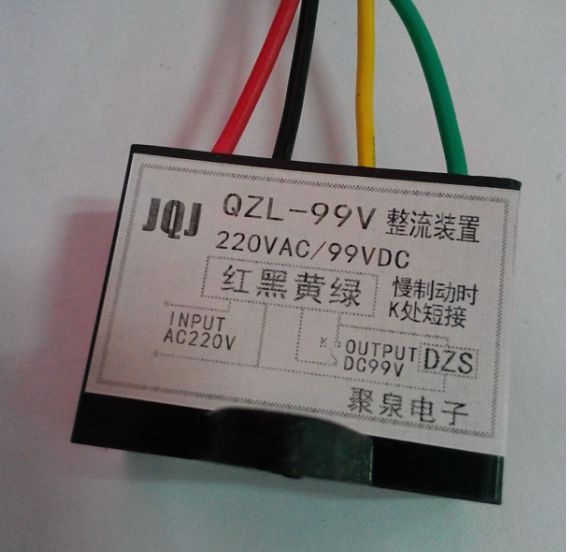 JQJ QZL-99V 整流装置
220VAC/99VDC
红黑黄绿 慢制动时
K处短接
INPUT
AC220V
K OUTPUT DZS
DC99V
聚泉电子